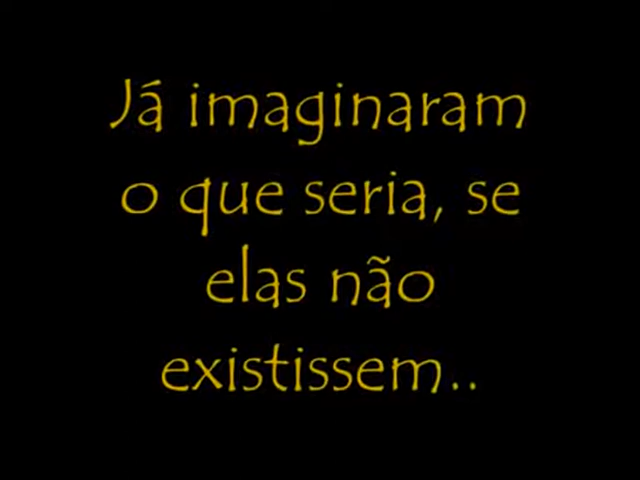 Já imaginaram
o que seria, se
elas não
existissem..